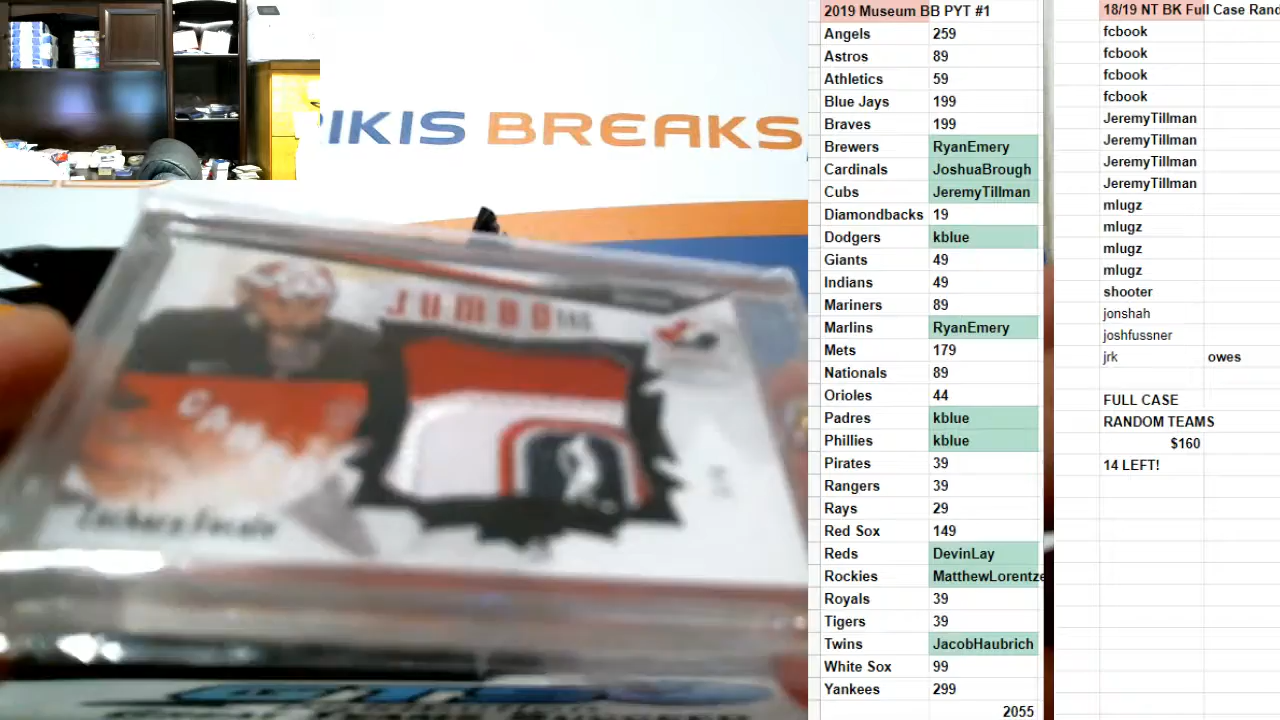 IKIS BREAKS
JUMBO TAG
CANADA
Zachary Fucale
2019 Museum BB PYT #1
Angels 259
Astros 89
Athletics 59
Blue Jays 199
Braves 199
Brewers RyanEmery
Cardinals JoshuaBrough
Cubs JeremyTillman
Diamondbacks 19
Dodgers kblue
Giants 49
Indians 49
Mariners 89
Marlins RyanEmery
Mets 179
Nationals 89
Orioles 44
Padres kblue
Phillies kblue
Pirates 39
Rangers 39
Rays 29
Red Sox 149
Reds DevinLay
Rockies MatthewLorentze
Royals 39
Tigers 39
Twins JacobHaubrich
White Sox 99
Yankees 299
2055
18/19 NT BK Full Case Rand
fcbook
fcbook
fcbook
fcbook
JeremyTillman
JeremyTillman
JeremyTillman
JeremyTillman
mlugz
mlugz
mlugz
mlugz
shooter
jonshah
joshfussner
jrk owes
FULL CASE
RANDOM TEAMS
$160
14 LEFT!